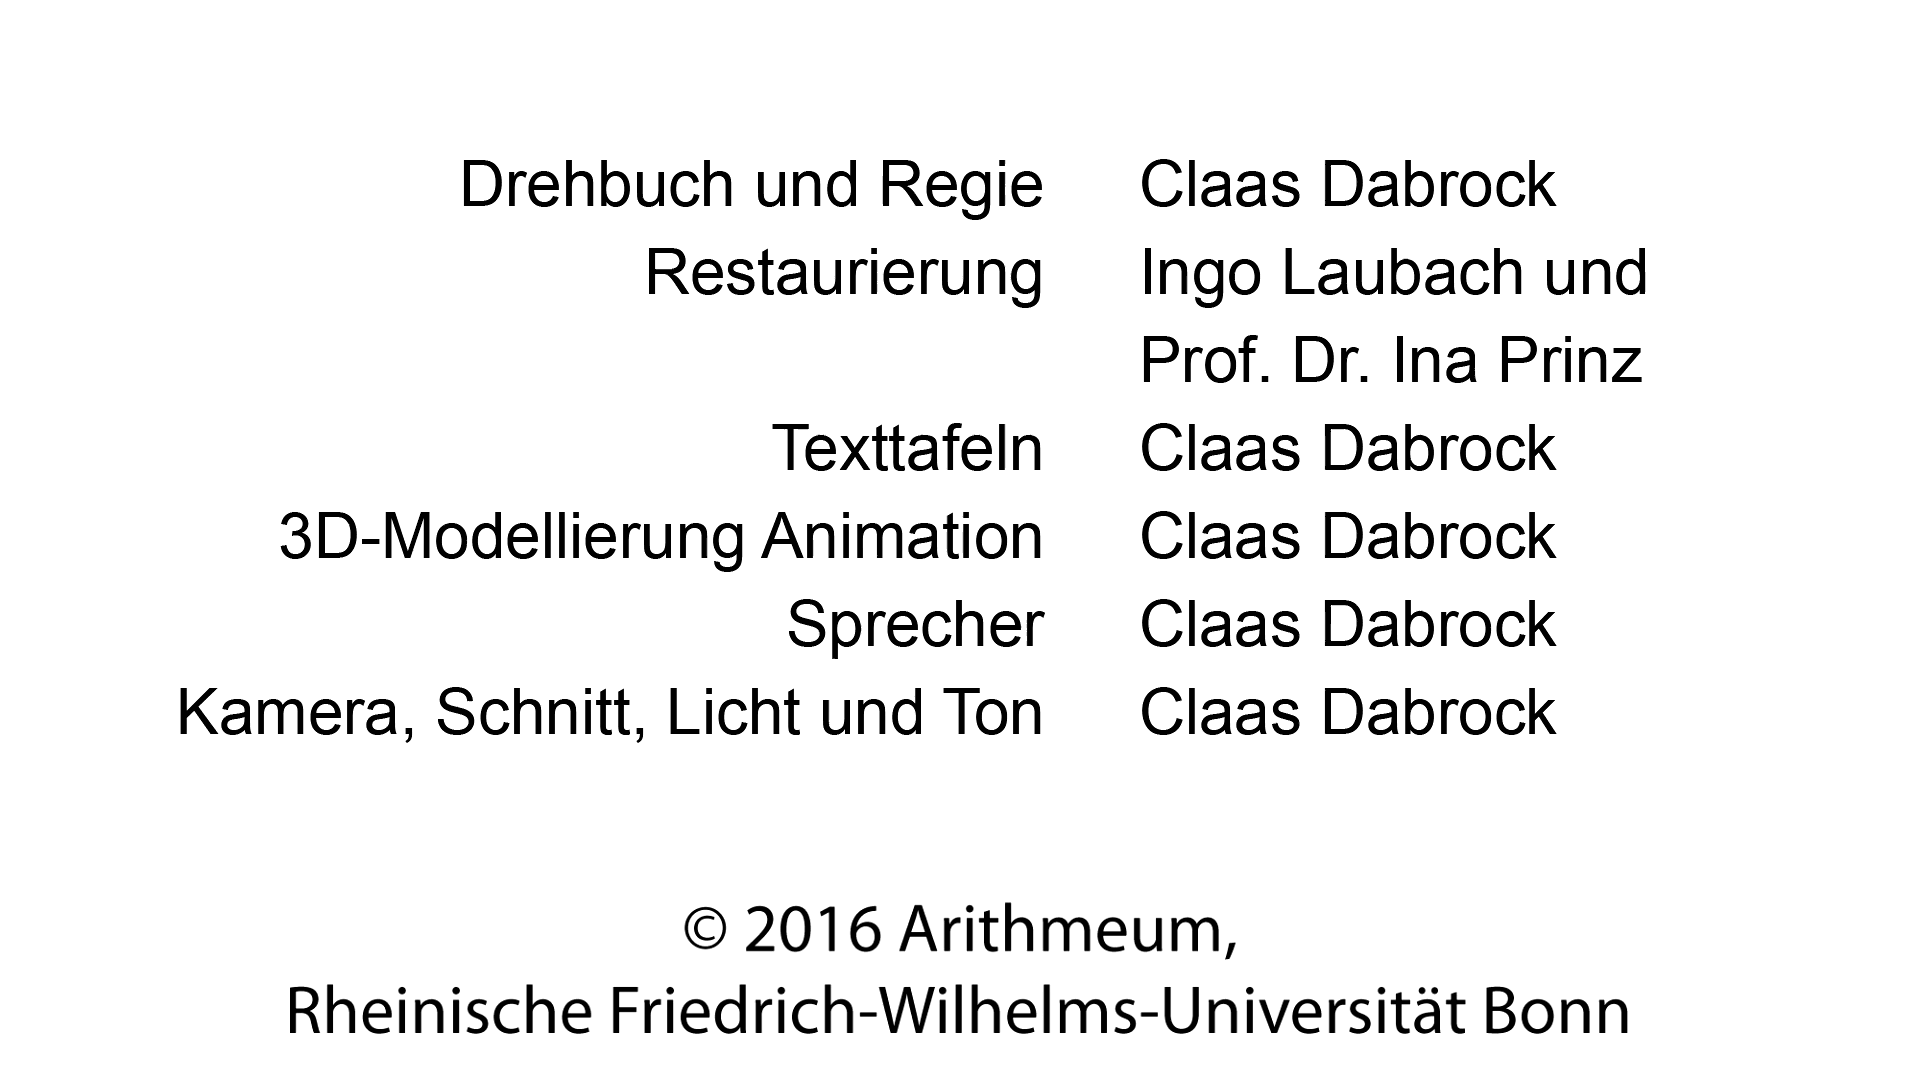 Drehbuch und Regie Claas Dabrock
Restaurierung Ingo Laubach und
Prof. Dr. Ina Prinz
Texttafeln Claas Dabrock
3D-Modellierung Animation Claas Dabrock
Sprecher Claas Dabrock
Kamera, Schnitt, Licht und Ton Claas Dabrock
© 2016 Arithmeum,
Rheinische Friedrich-Wilhelms-Universität Bonn